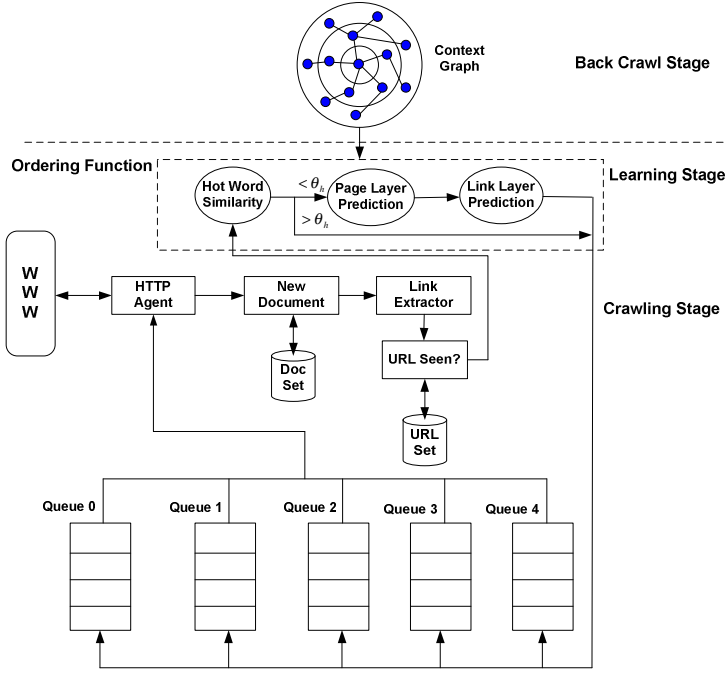 Context
Graph
Back Crawl Stage
Ordering Function
Learning Stage
Hot Word
Similarity
< θh
> θh
Page Layer
Prediction
Link Layer
Prediction
W
W
W
HTTP
Agent
New
Document
Link
Extractor
Crawling Stage
Doc
Set
URL Seen?
URL
Set
Queue 0
Queue 1
Queue 2
Queue 3
Queue 4